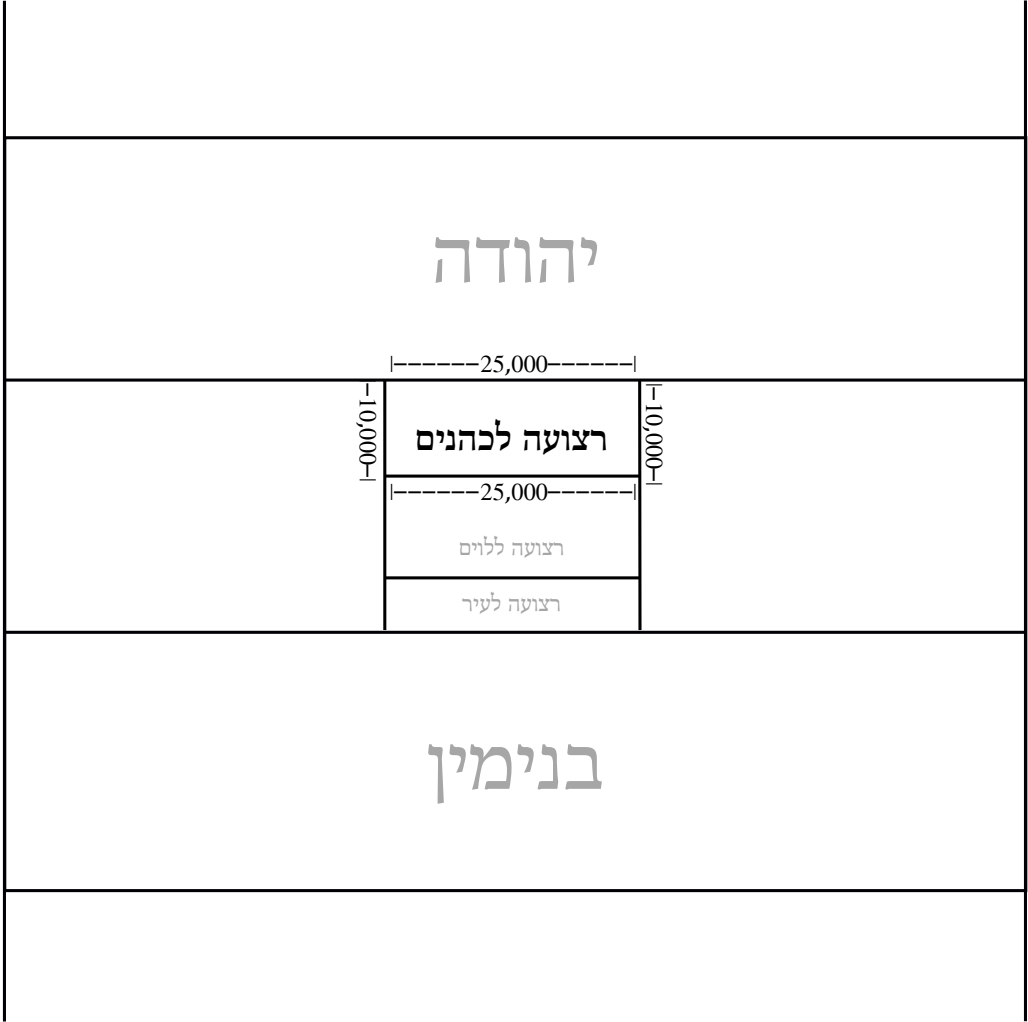 יהודה
|------25,000------|
|-10,000-|
|-10,000-|
רצועה לכהנים
|------25,000------|
רצועה ללוים
רצועה לעיר
בנימין